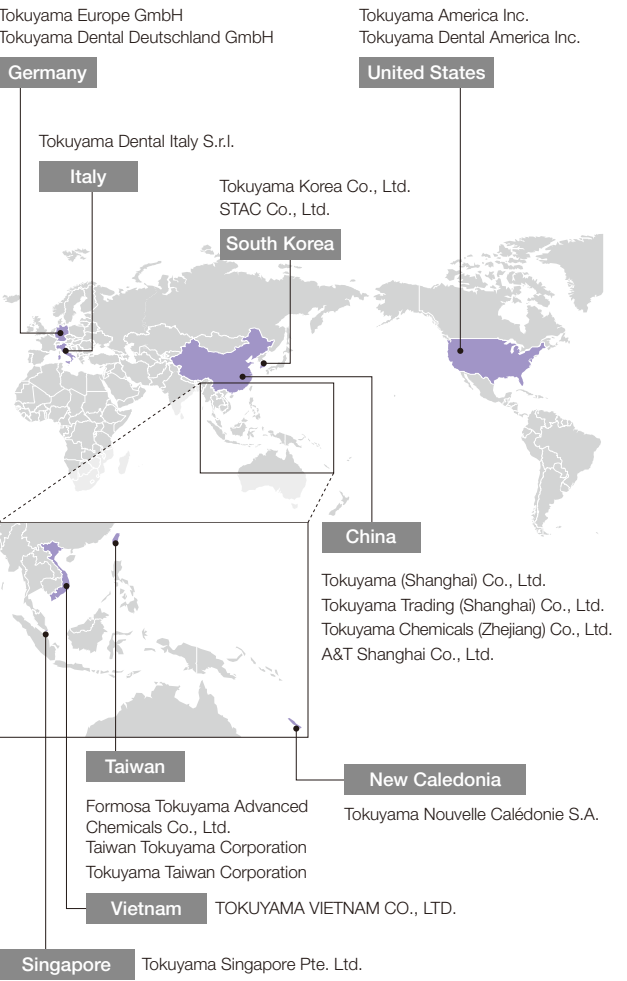 Tokuyama Europe GmbH
Tokuyama Dental Deutschland GmbH
Germany
Tokuyama America Inc.
Tokuyama Dental America Inc.
United States
Tokuyama Dental Italy S.r.l.
Italy
Tokuyama Korea Co., Ltd.
STAC Co., Ltd.
South Korea
China
Tokuyama (Shanghai) Co., Ltd.
Tokuyama Trading (Shanghai) Co., Ltd.
Tokuyama Chemicals (Zhejiang) Co., Ltd.
A&T Shanghai Co., Ltd.
Taiwan
Formosa Tokuyama Advanced
Chemicals Co., Ltd.
Taiwan Tokuyama Corporation
Tokuyama Taiwan Corporation
New Caledonia
Tokuyama Nouvelle Calédonie S.A.
Vietnam
TOKUYAMA VIETNAM CO., LTD.
Singapore
Tokuyama Singapore Pte. Ltd.